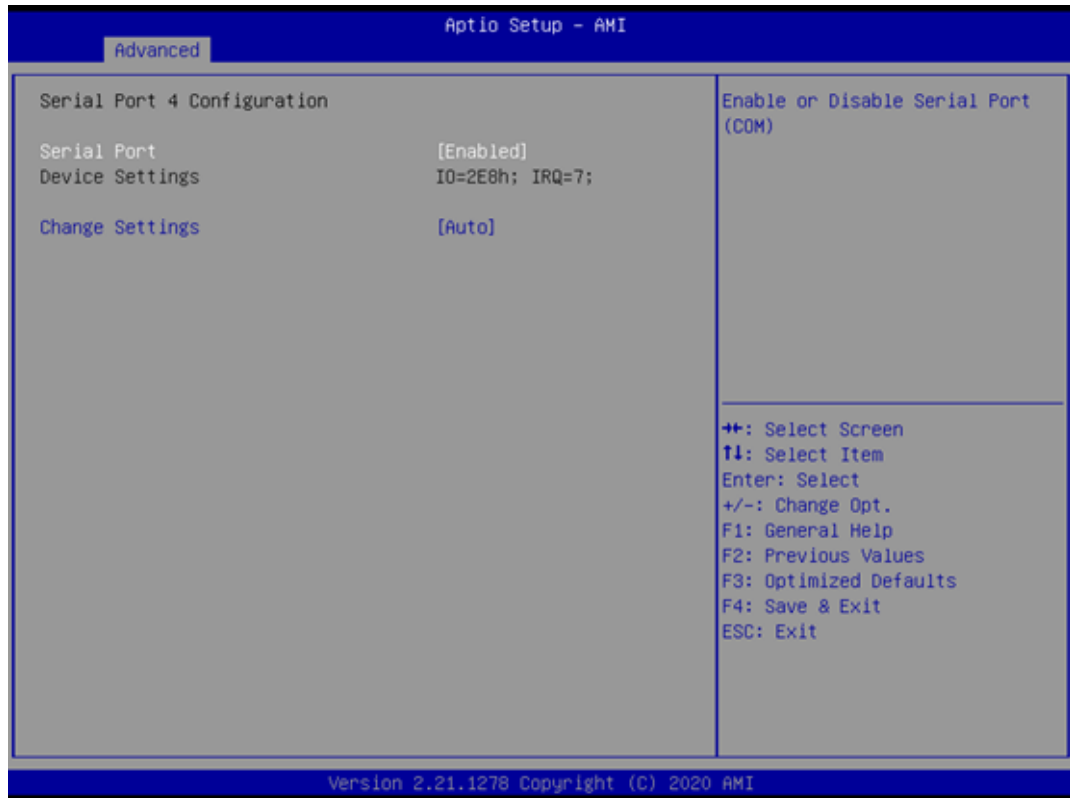 Aptio Setup – AMI
Advanced
Serial Port 4 Configuration
Serial Port [Enabled]
Device Settings IO=2E8h; IRQ=7;
Change Settings [Auto]
Enable or Disable Serial Port
(COM)
→←: Select Screen
↑↓: Select Item
Enter: Select
+/-: Change Opt.
F1: General Help
F2: Previous Values
F3: Optimized Defaults
F4: Save & Exit
ESC: Exit
Version 2.21.1278 Copyright (C) 2020 AMI